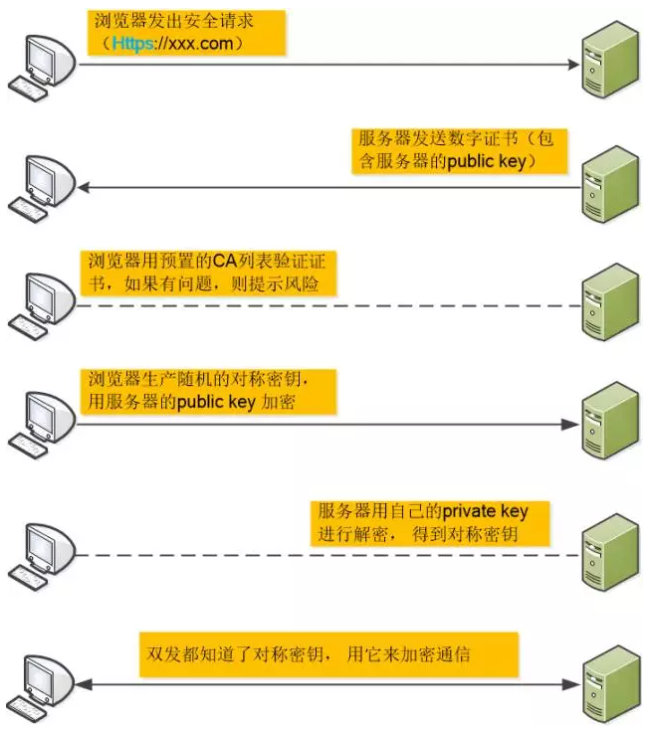 浏览器发出安全请求
（Https://xxx.com）
服务器发送数字证书（包
含服务器的public key）
浏览器用预置的CA列表验证证
书，如果有问题，则提示风险
浏览器生产随机的对称密钥，
用服务器的public key 加密
服务器用自己的private key
进行解密， 得到对称密钥
双发都知道了对称密钥， 用它来加密通信